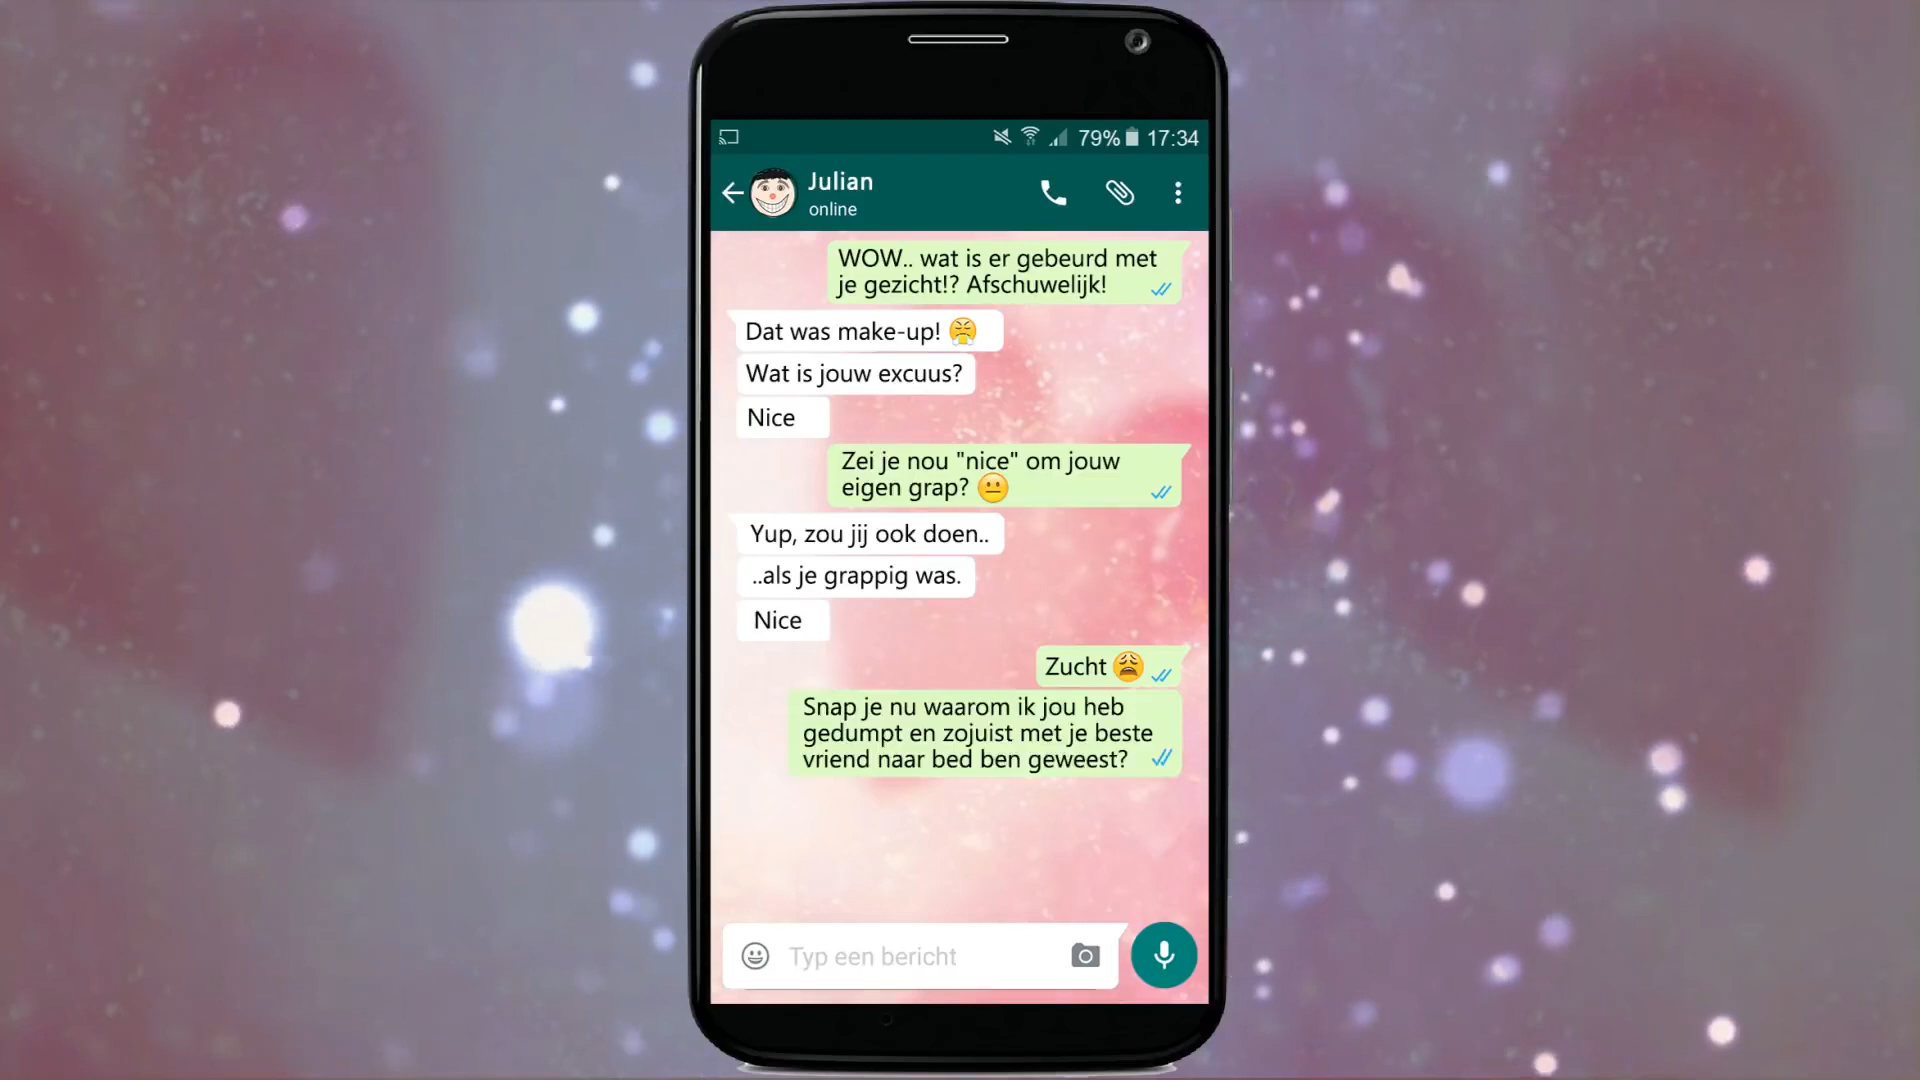 79% 17:34
Julian
online
WOW.. wat is er gebeurd met
je gezicht!? Afschuwelijk!
Dat was make-up! 😤
Wat is jouw excuus?
Nice
Zei je nou "nice" om jouw
eigen grap? 😐
Yup, zou jij ook doen..
..als je grappig was.
Nice
Zucht 😩
Snap je nu waarom ik jou heb
gedumpt en zojuist met je beste
vriend naar bed ben geweest?
Typ een bericht